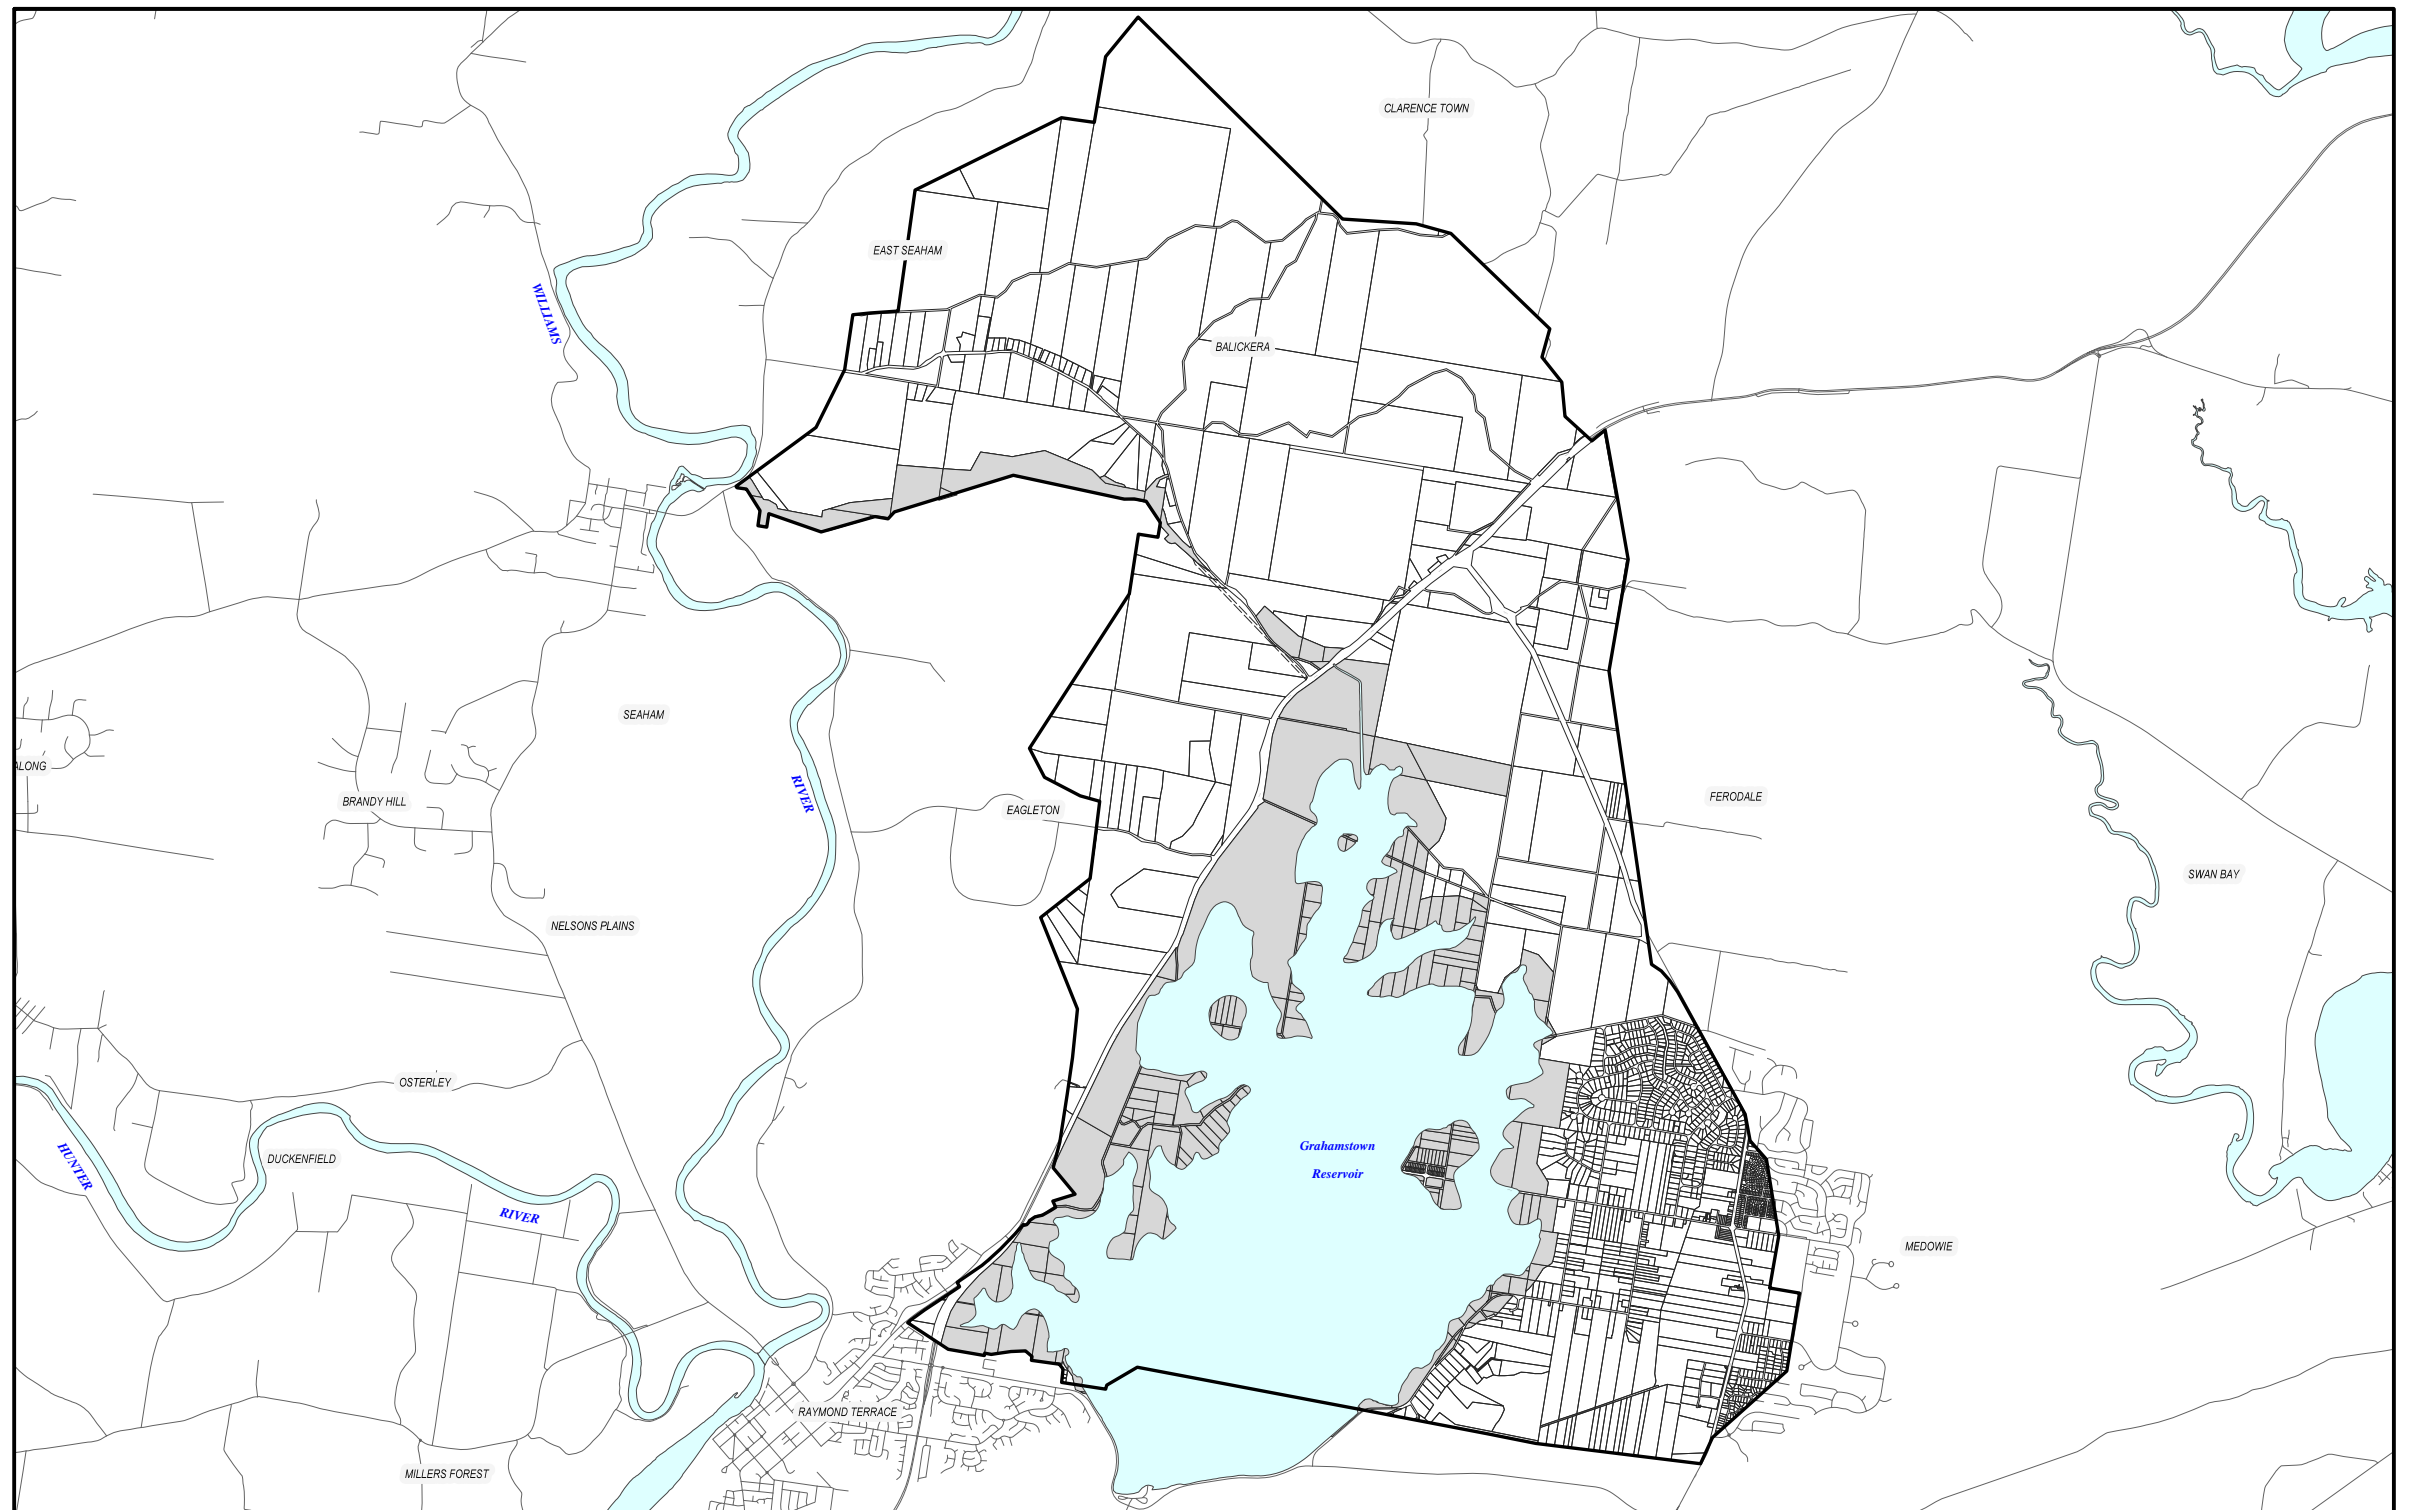 CLARENCE TOWN
EAST SEAHAM
WILLIAMS
BALICKERA
SEAHAM
ALONG
RIVER
BRANDY HILL
EAGLETON
FERODALE
SWAN BAY
NELSONS PLAINS
OSTERLEY
Grahamstown
Reservoir
HUNTER
DUCKENFIELD
RIVER
MEDOWIE
RAYMOND TERRACE
MILLERS FOREST